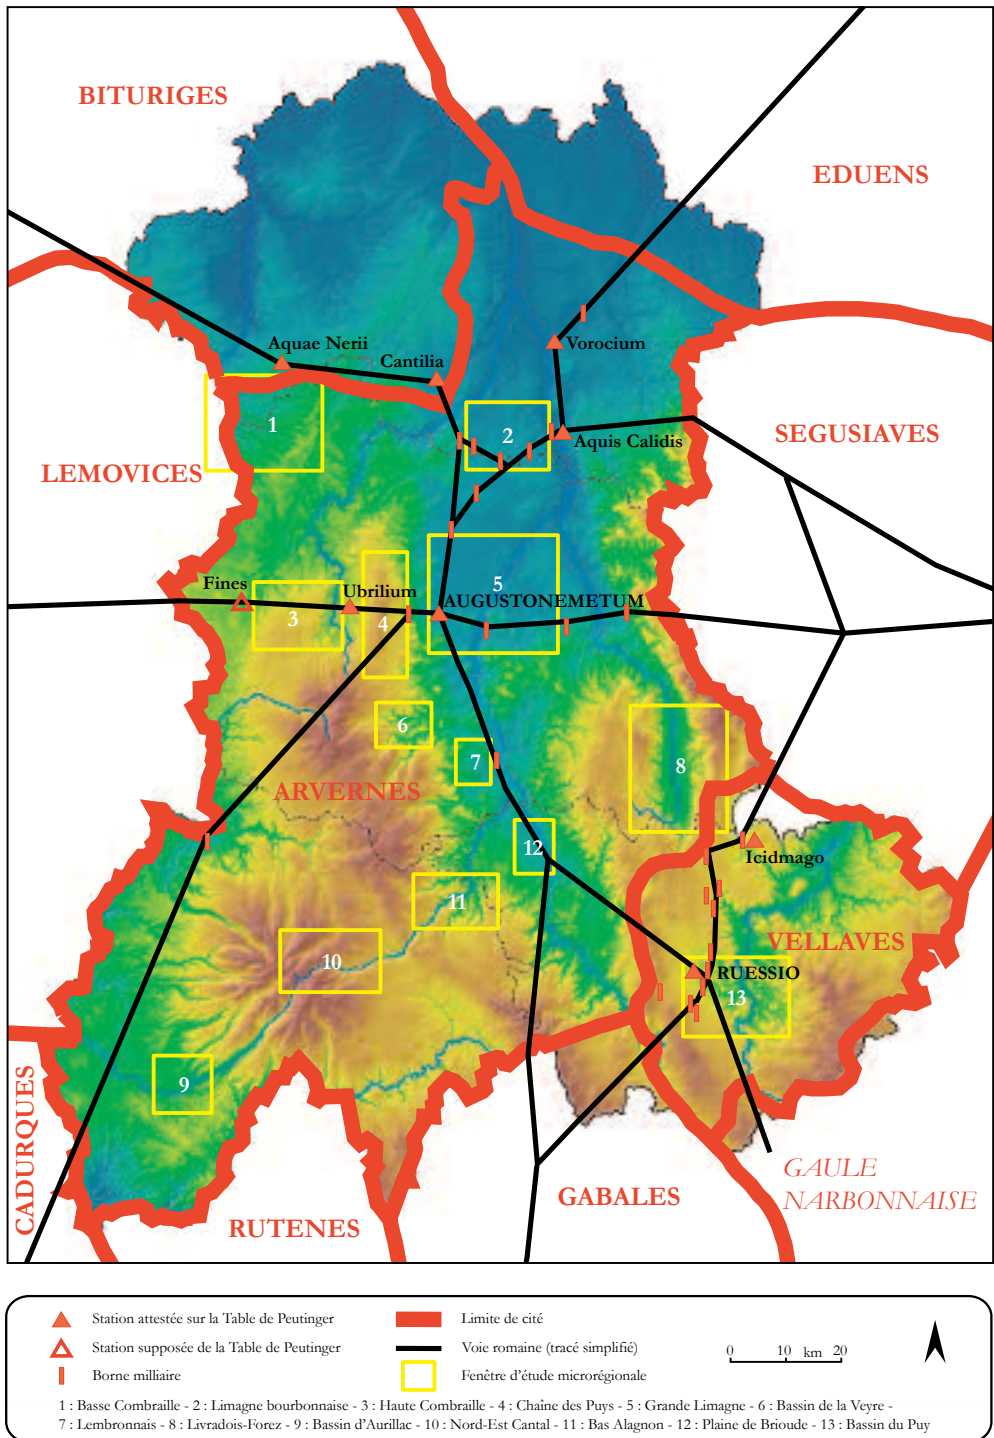 BITURIGES
EDUENS
Aquae Nerii
Cantilia
Vorocium
1
2
Aquis Calidis
SEGUSIAVES
LEMOVICES
Fines
Ubrilium
5
AUGUSTONEMETUM
3
4
6
7
8
ARVERNES
12
Icidmago
11
VELLAVES
10
RUESSIO
13
9
CADURQUES
GAULE
NARBONNAISE
GABALES
RUTENES
Station attestée sur la Table de Peutinger
Limite de cité
Station supposée de la Table de Peutinger
Voie romaine (tracé simplifié)
0 10 km 20
Borne milliaire
Fenêtre d'étude microrégionale
1 : Basse Combraille - 2 : Limagne bourbonnaise - 3 : Haute Combraille - 4 : Chaîne des Puys - 5 : Grande Limagne - 6 : Bassin de la Veyre -
7 : Lembronnais - 8 : Livradois-Forez - 9 : Bassin d'Aurillac - 10 : Nord-Est Cantal - 11 : Bas Alagnon - 12 : Plaine de Brioude - 13 : Bassin du Puy